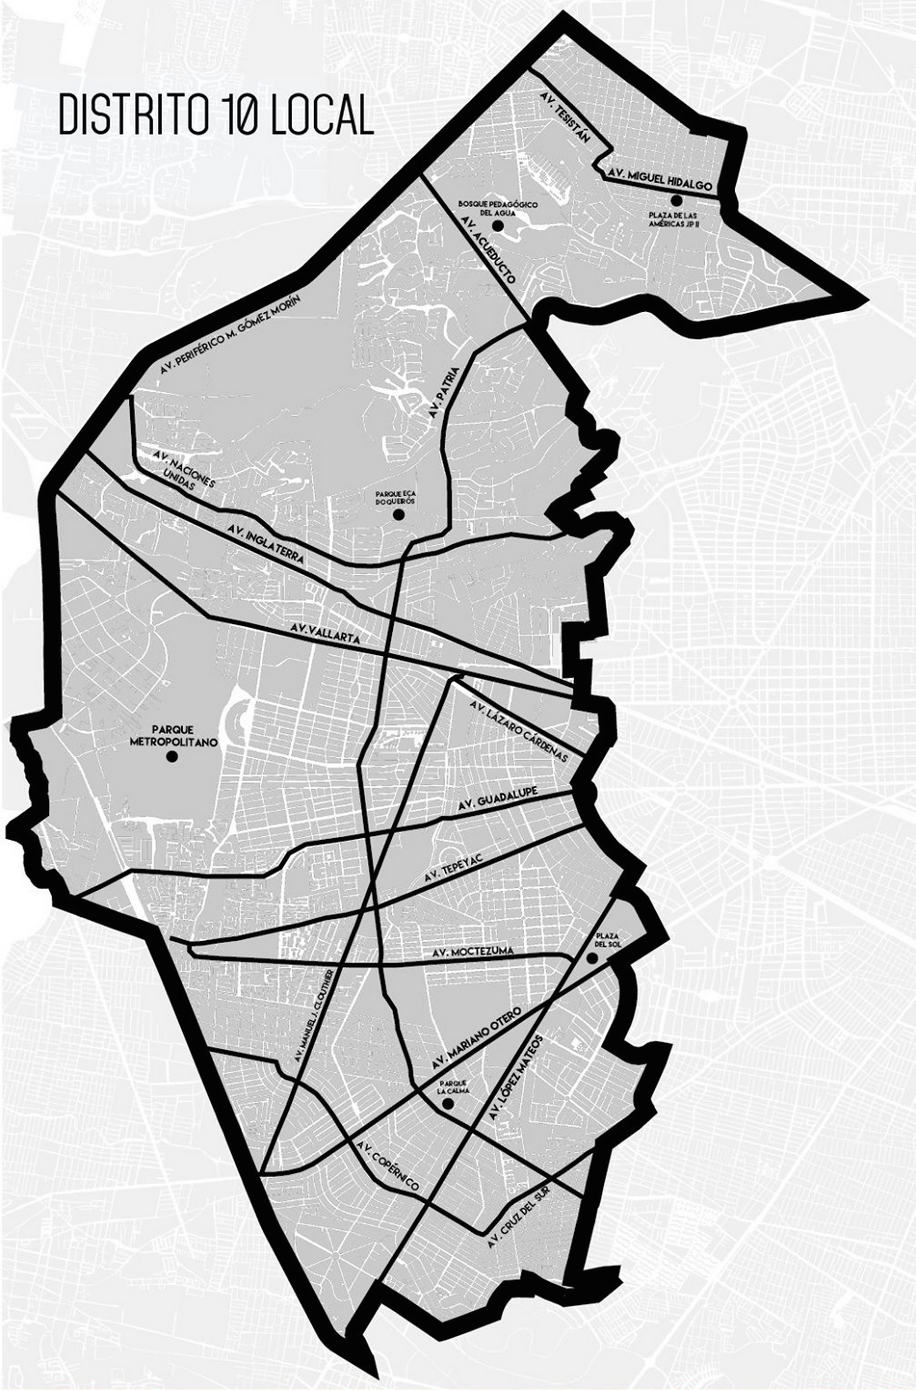 DISTRITO 10 LOCAL
AV. TESISTÁN
AV. MIGUEL HIDALGO
PLAZA DE LAS
AMÉRICAS JP II
BOSQUE PEDAGÓGICO
DEL AGUA
AV. ACUEDUCTO
AV. PERIFÉRICO M. GÓMEZ MORÍN
AV. PATRIA
AV. NACIONES
UNIDAS
PARQUE EÇA
DO QUEIRÓS
AV. INGLATERRA
AV. VALLARTA
AV. LÁZARO CÁRDENAS
PARQUE
METROPOLITANO
AV. GUADALUPE
AV. TEPEYAC
PLAZA
DEL SOL
AV. MOCTEZUMA
AV. MANUEL J. CLOUTHIER
AV. MARIANO OTERO
AV. LÓPEZ MATEOS
PARQUE
LA CALMA
AV. COPÉRNICO
AV. CRUZ DEL SUR